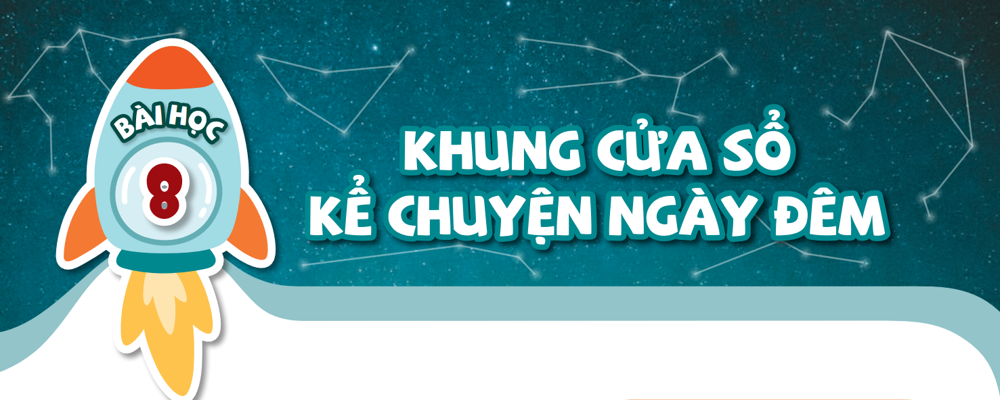 BÀI HỌC
8
KHUNG CỬA SỔ
KỂ CHUYỆN NGÀY ĐÊM